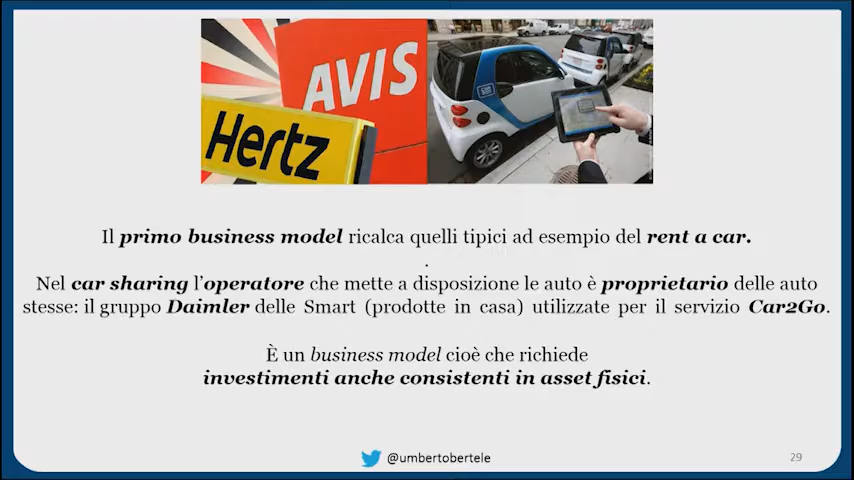 AVIS
Hertz
Il primo business model ricalca quelli tipici ad esempio del rent a car.
.
Nel car sharing l'operatore che mette a disposizione le auto è proprietario delle auto
stesse: il gruppo Daimler delle Smart (prodotte in casa) utilizzate per il servizio Car2Go.
È un business model cioè che richiede
investimenti anche consistenti in asset fisici.
@umbertobertele
29